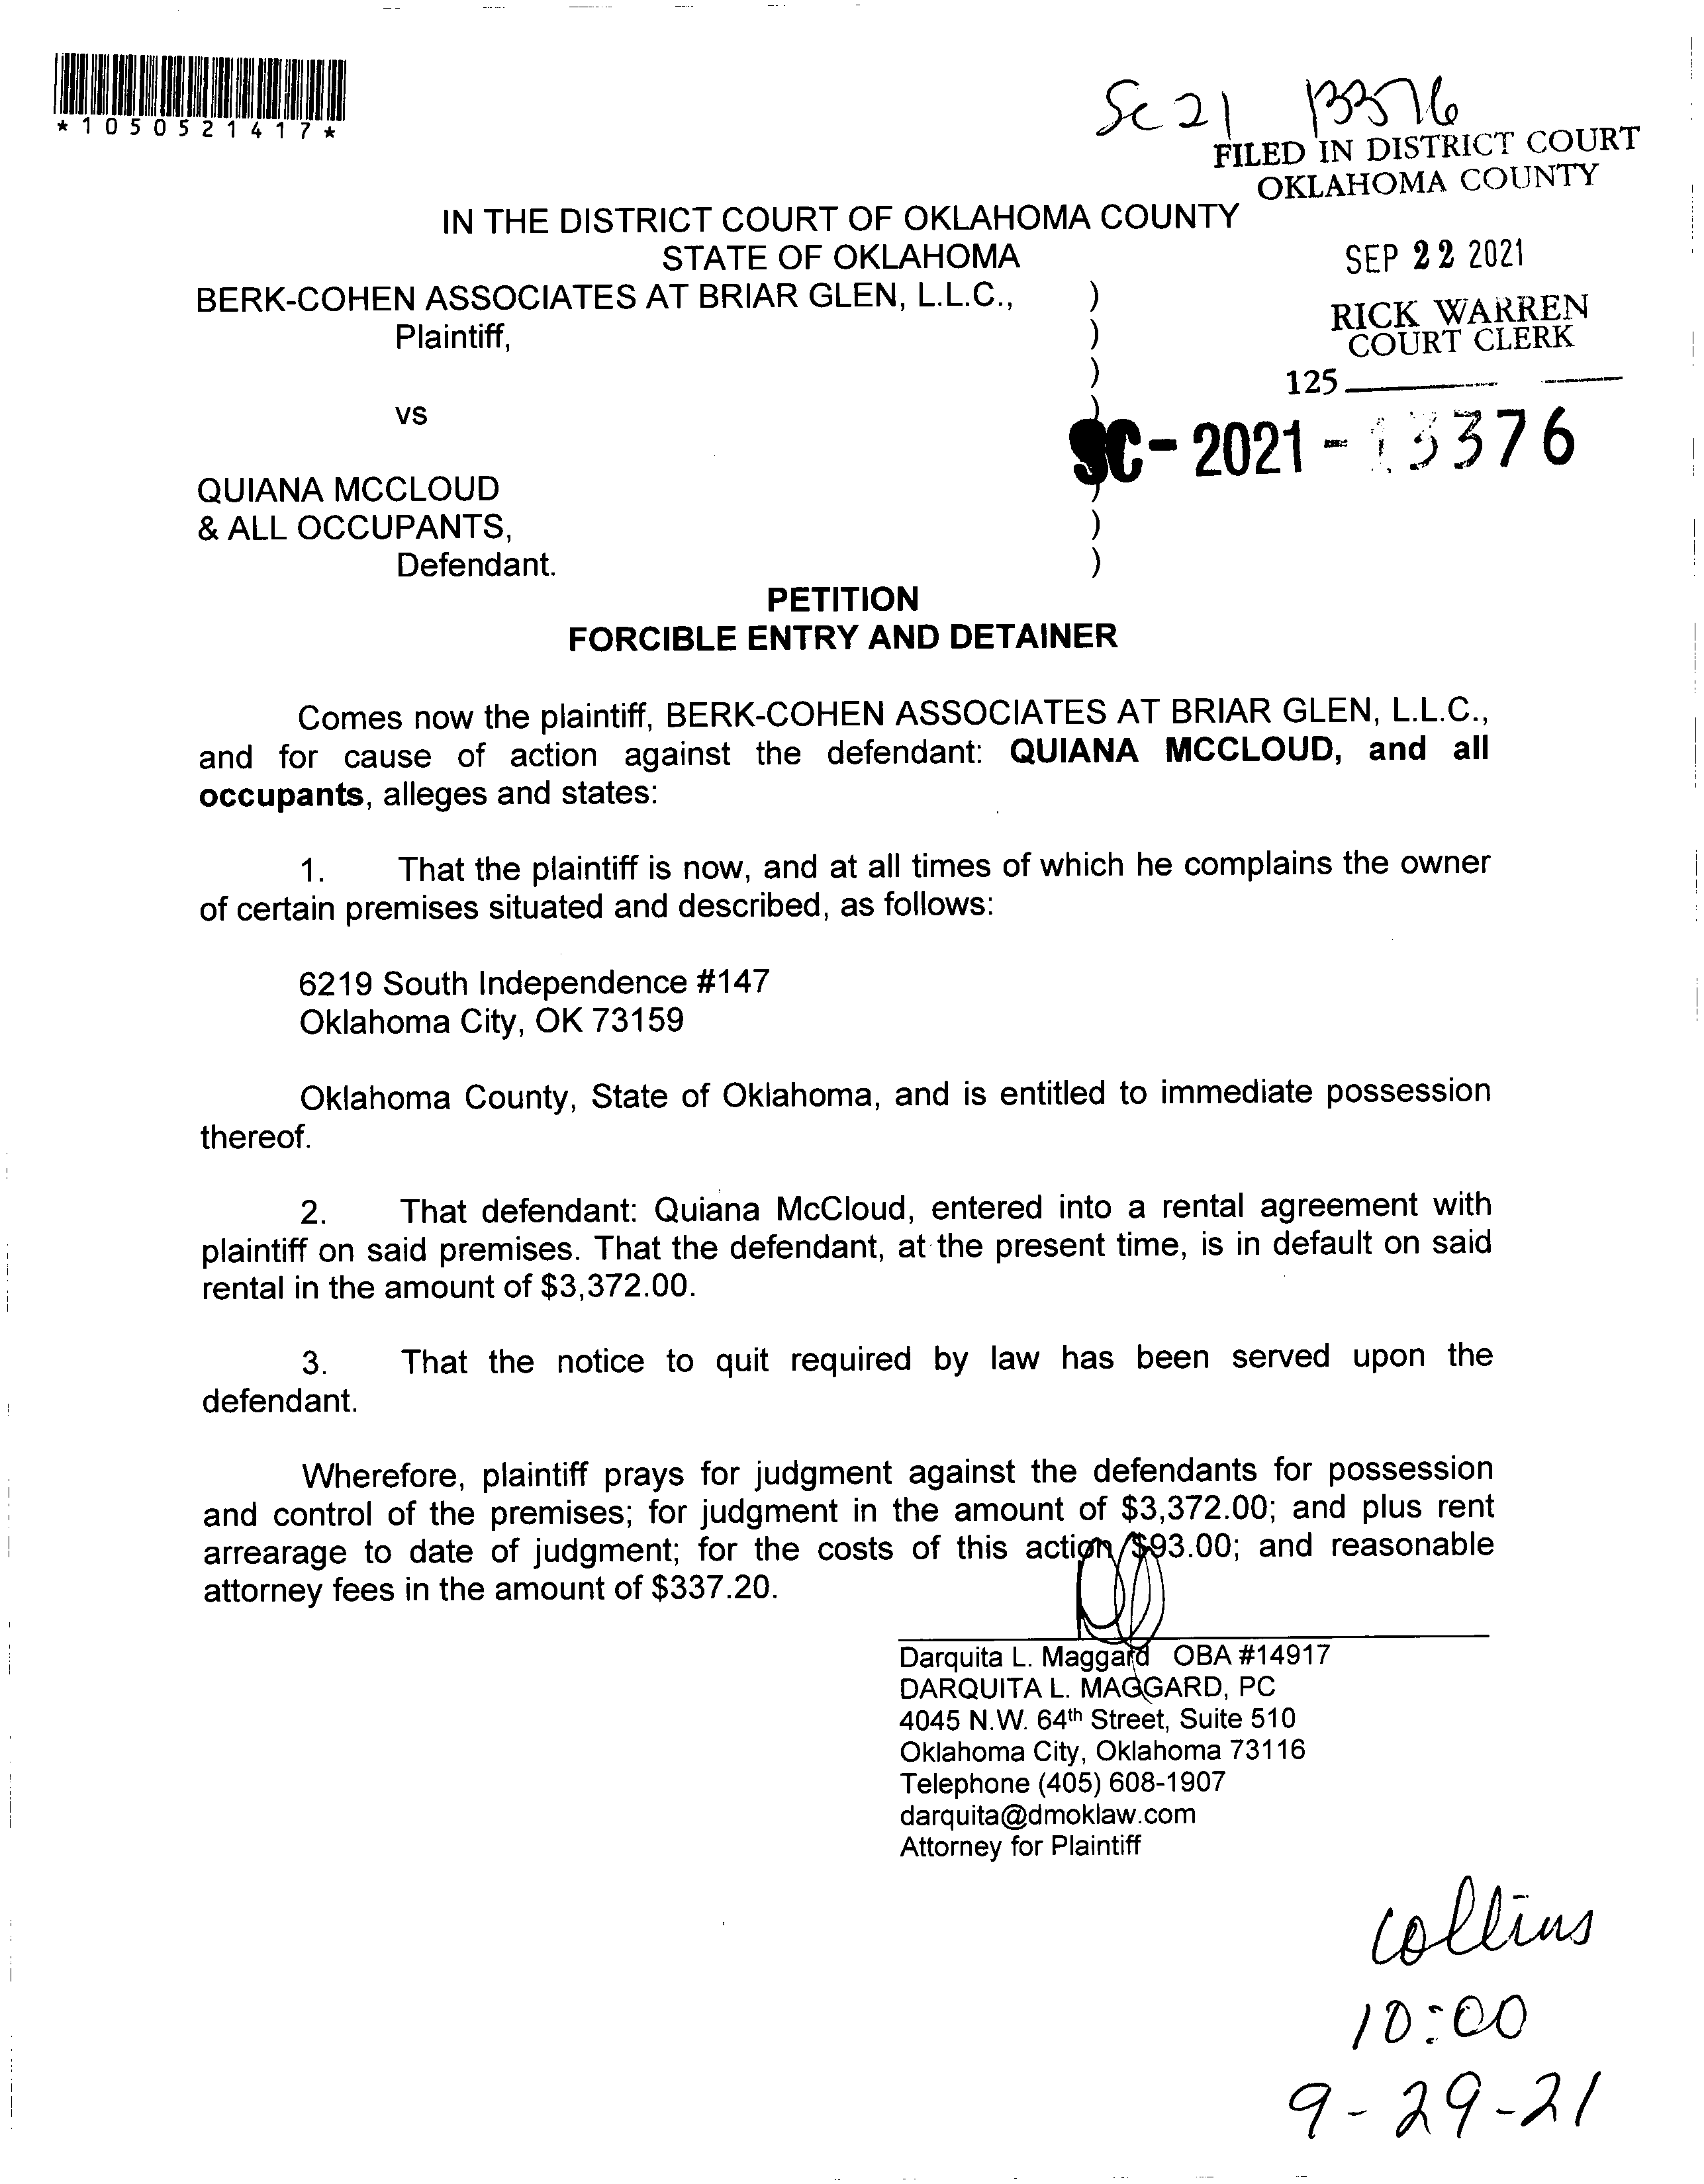 *1050521417*
Sc 21 13376
FILED IN DISTRICT COURT
OKLAHOMA COUNTY
IN THE DISTRICT COURT OF OKLAHOMA COUNTY
STATE OF OKLAHOMA
SEP 22 2021
BERK-COHEN ASSOCIATES AT BRIAR GLEN, L.L.C., )
RICK WARREN
Plaintiff, )
COURT CLERK
)
125
vs )
SC-2021-13376
QUIANA MCCLOUD )
& ALL OCCUPANTS, )
Defendant. )
PETITION
FORCIBLE ENTRY AND DETAINER
Comes now the plaintiff, BERK-COHEN ASSOCIATES AT BRIAR GLEN, L.L.C.,
and for cause of action against the defendant: QUIANA MCCLOUD, and all
occupants, alleges and states:
1. That the plaintiff is now, and at all times of which he complains the owner
of certain premises situated and described, as follows:
6219 South Independence #147
Oklahoma City, OK 73159
Oklahoma County, State of Oklahoma, and is entitled to immediate possession
thereof.
2. That defendant: Quiana McCloud, entered into a rental agreement with
plaintiff on said premises. That the defendant, at the present time, is in default on said
rental in the amount of $3,372.00.
3. That the notice to quit required by law has been served upon the
defendant.
Wherefore, plaintiff prays for judgment against the defendants for possession
and control of the premises; for judgment in the amount of $3,372.00; and plus rent
arrearage to date of judgment; for the costs of this action $93.00; and reasonable
attorney fees in the amount of $337.20.
Darquita L. Maggard OBA #14917
DARQUITA L. MAGGARD, PC
4045 N.W. 64th Street, Suite 510
Oklahoma City, Oklahoma 73116
Telephone (405) 608-1907
darquita@dmoklaw.com
Attorney for Plaintiff
Collins
10:00
9-29-21